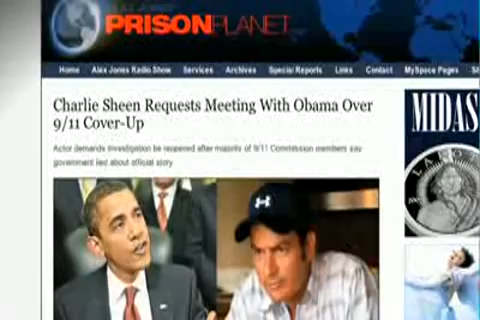 PRISONPLANET
Home Alex Jones Radio Show Services Archives Special Reports Links Contact MySpace Pages
Charlie Sheen Requests Meeting With Obama Over
9/11 Cover-Up
Actor demands investigation be reopened after majority of 9/11 Commission members say
government lied about official story
MIDAS